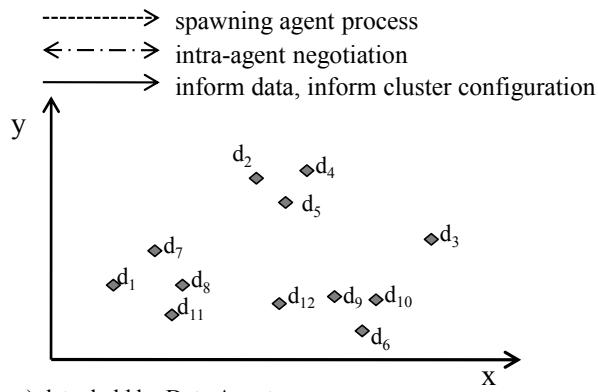 spawning agent process
intra-agent negotiation
inform data, inform cluster configuration
y
d2
d4
d5
d3
d7
d1
d8
d11
d12
d9
d10
d6
x